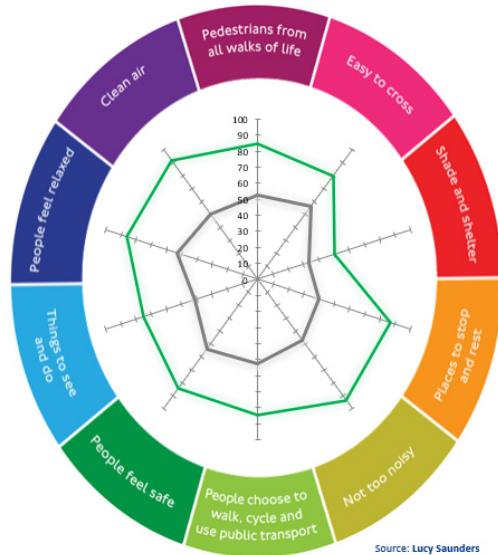 Pedestrians from
all walks of life
Easy to cross
Shade and shelter
Places to stop
and rest
Not too noisy
People choose to
walk, cycle and
use public transport
People feel safe
Things to see
and do
People feel relaxed
Clean air
100
90
80
70
60
50
40
30
20
10
0
Source: Lucy Saunders